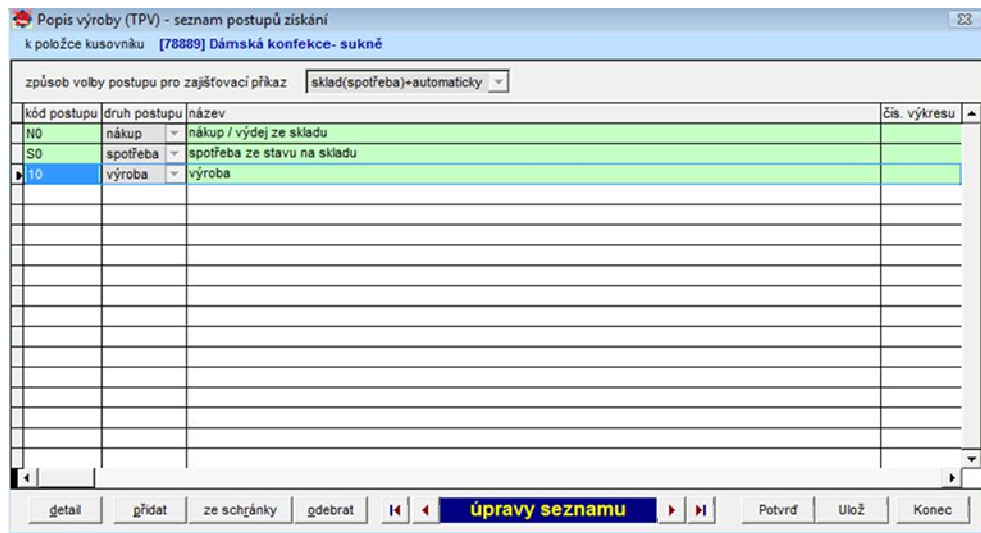 Popis výroby (TPV) - seznam postupů získání
k položce kusovníku [78889] Dámská konfekce- sukně
způsob volby postupu pro zajišťovací příkaz sklad(spotřeba)+automaticky
kód postupu druh postupu název čís. výkresu
N0 nákup nákup / výdej ze skladu
S0 spotřeba spotřeba ze stavu na skladu
10 výroba výroba
detail přidat ze schránky odebrat úpravy seznamu Potvrď Ulož Konec